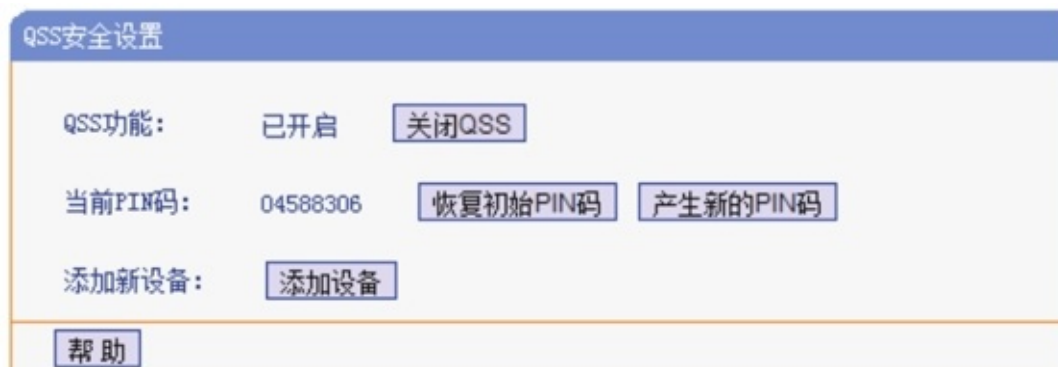 QSS安全设置
QSS功能: 已开启 关闭QSS
当前PIN码: 04588306 恢复初始PIN码 产生新的PIN码
添加新设备: 添加设备
帮 助